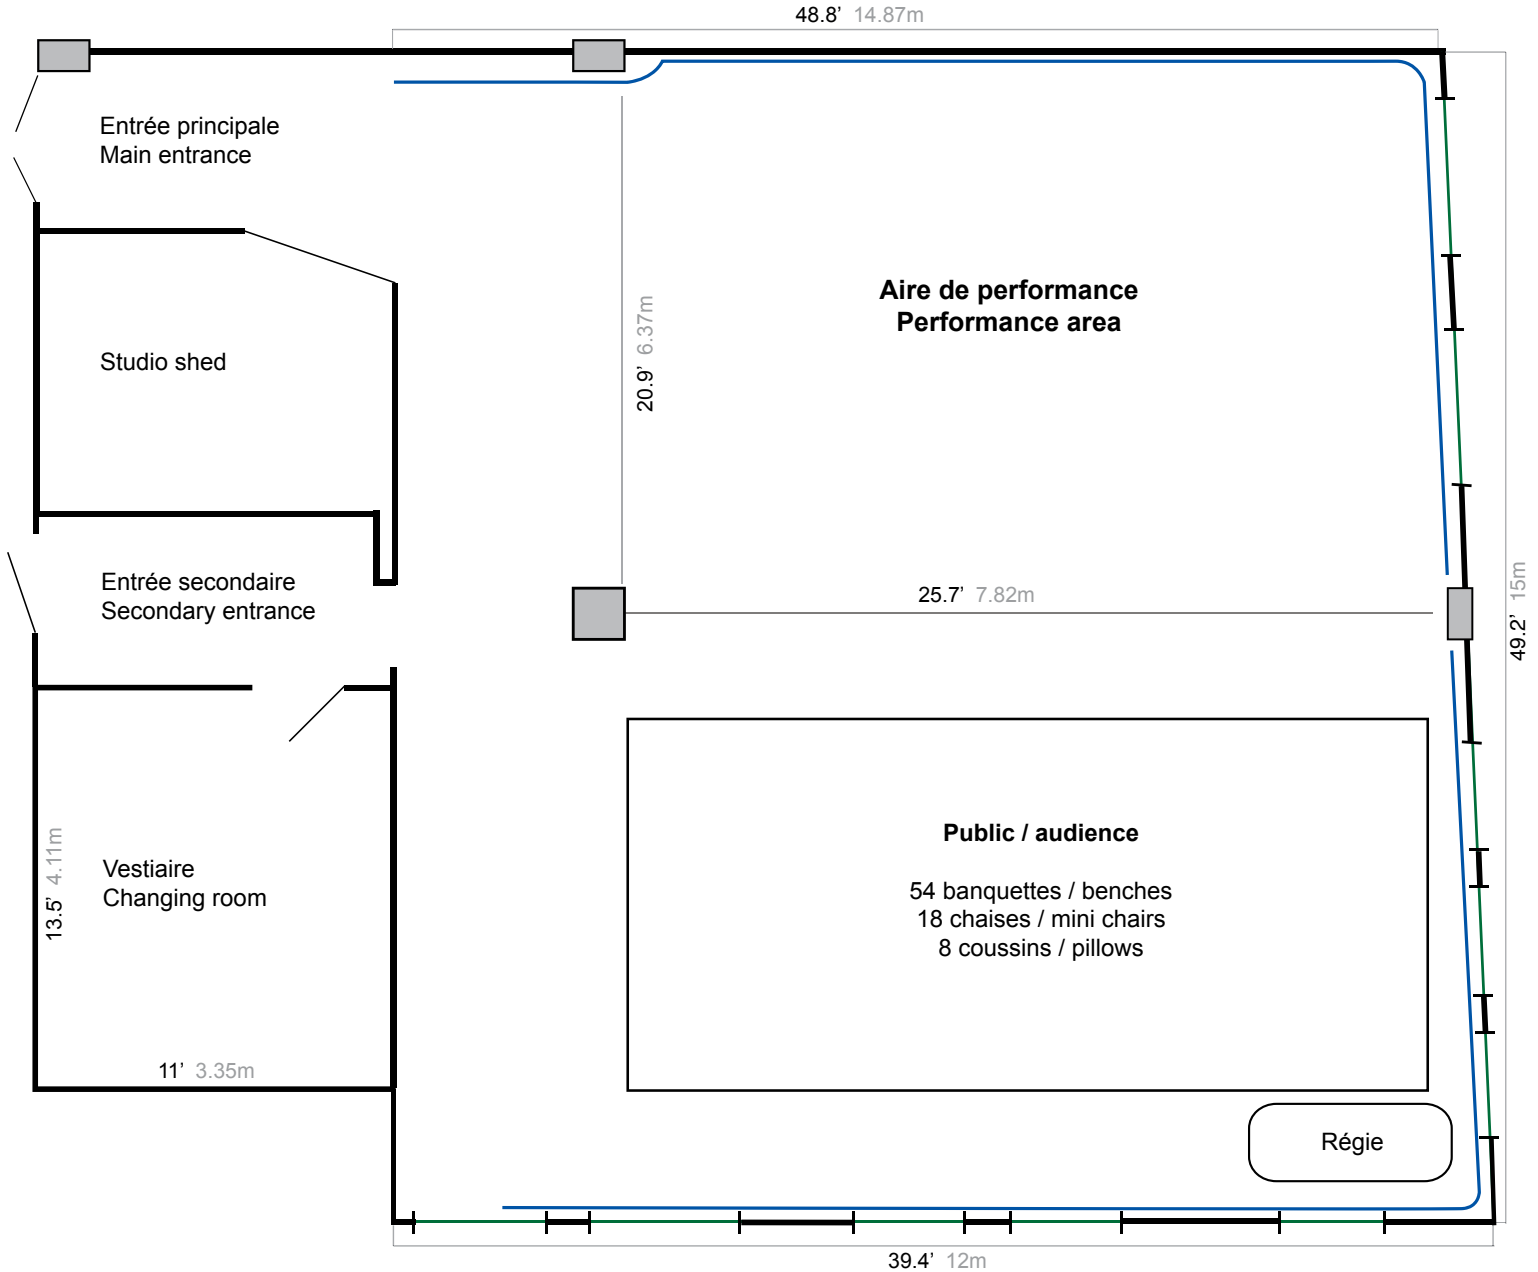 48.8’ 14.87m
Entrée principale
Main entrance
Aire de performance
Performance area
20.9’ 6.37m
Studio shed
Entrée secondaire
Secondary entrance
25.7’ 7.82m
49.2’ 15m
Public / audience
54 banquettes / benches
18 chaises / mini chairs
8 coussins / pillows
Vestiaire
Changing room
13.5’ 4.11m
11’ 3.35m
Régie
39.4’ 12m